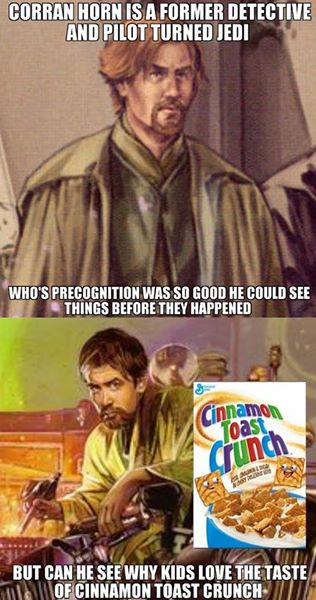 CORRAN HORN IS A FORMER DETECTIVE
AND PILOT TURNED JEDI
WHO'S PRECOGNITION WAS SO GOOD HE COULD SEE
THINGS BEFORE THEY HAPPENED
Cinnamon
Toast
Crunch
BUT CAN HE SEE WHY KIDS LOVE THE TASTE
OF CINNAMON TOAST CRUNCH